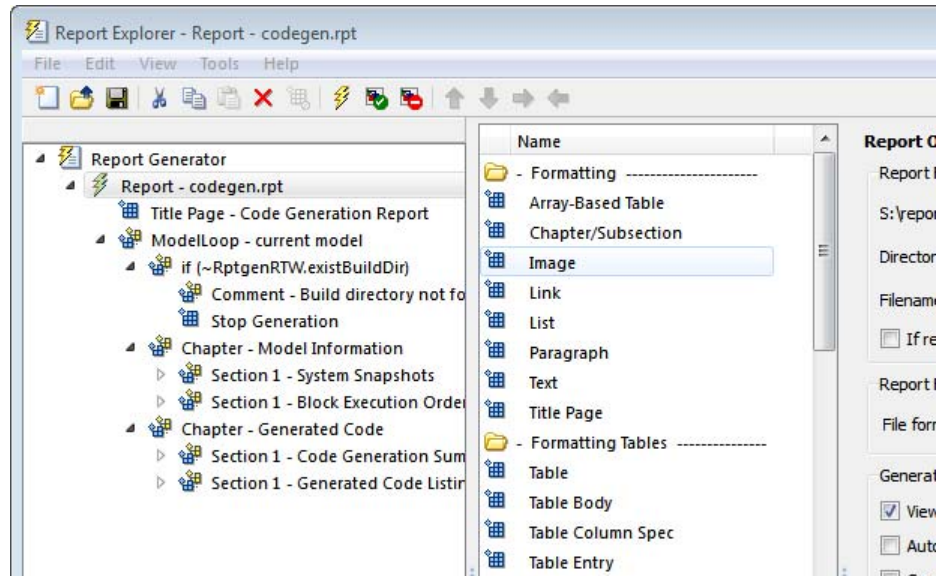 Report Explorer - Report - codegen.rpt
File Edit View Tools Help
Report Generator
Report - codegen.rpt
Title Page - Code Generation Report
ModelLoop - current model
if (~RptgenRTW.existBuildDir)
Comment - Build directory not fo
Stop Generation
Chapter - Model Information
Section 1 - System Snapshots
Section 1 - Block Execution Order
Chapter - Generated Code
Section 1 - Code Generation Sum
Section 1 - Generated Code Listin
Name
- Formatting ----------------------
Array-Based Table
Chapter/Subsection
Image
Link
List
Paragraph
Text
Title Page
- Formatting Tables ---------------
Table
Table Body
Table Column Spec
Table Entry
Report O
Report
S:\repor
Director
Filename
If re
Report
File form
Generat
View
Auto